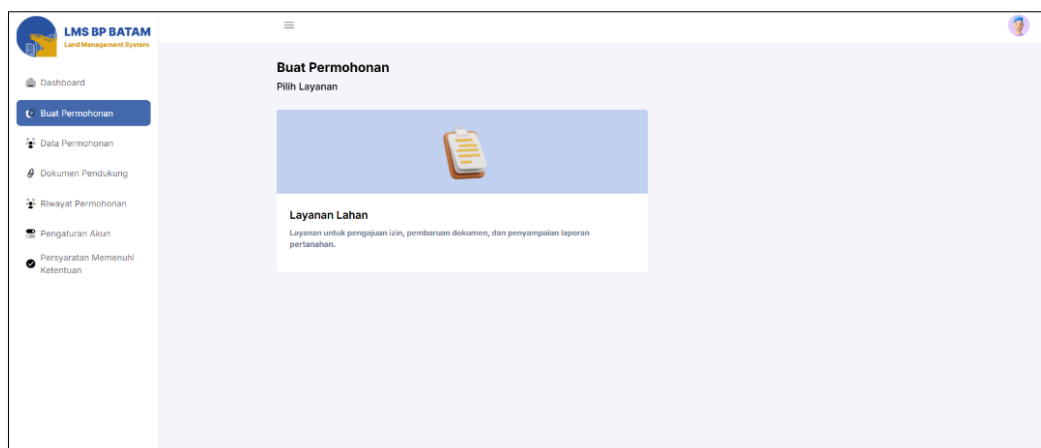 LMS BP BATAM
Land Management System
Dashboard
Buat Permohonan
Data Permohonan
Dokumen Pendukung
Riwayat Permohonan
Pengaturan Akun
Persyaratan Memenuhi
Ketentuan
Buat Permohonan
Pilih Layanan
Layanan Lahan
Layanan untuk pengajuan izin, pembaruan dokumen, dan penyampaian laporan
pertanahan.